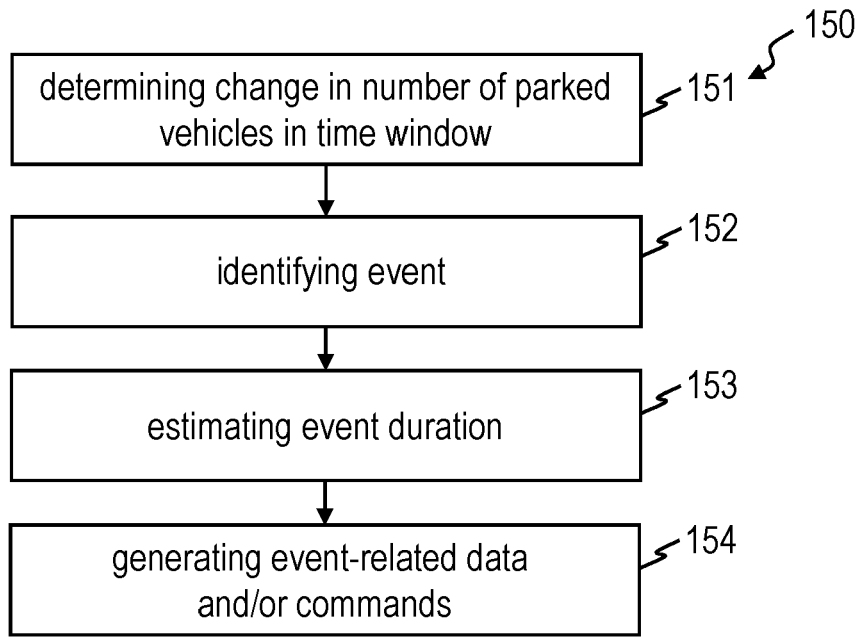 150
determining change in number of parked
vehicles in time window
151
identifying event
152
estimating event duration
153
generating event-related data
and/or commands
154